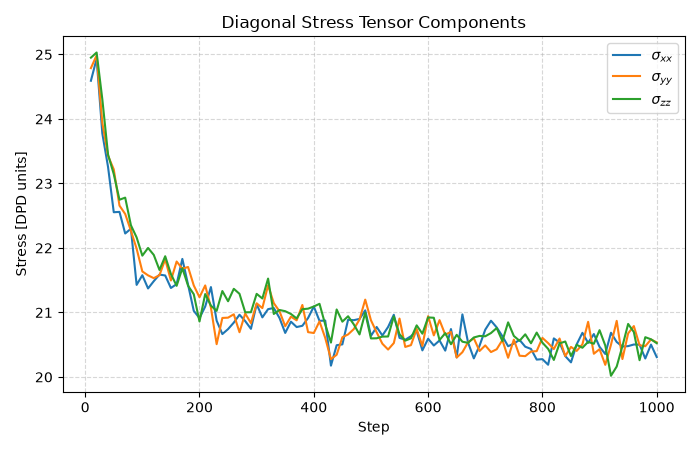 Diagonal Stress Tensor Components
Stress [DPD units]
25
24
23
22
21
20
σxx
σyy
σzz
0 200 400 600 800 1000
Step